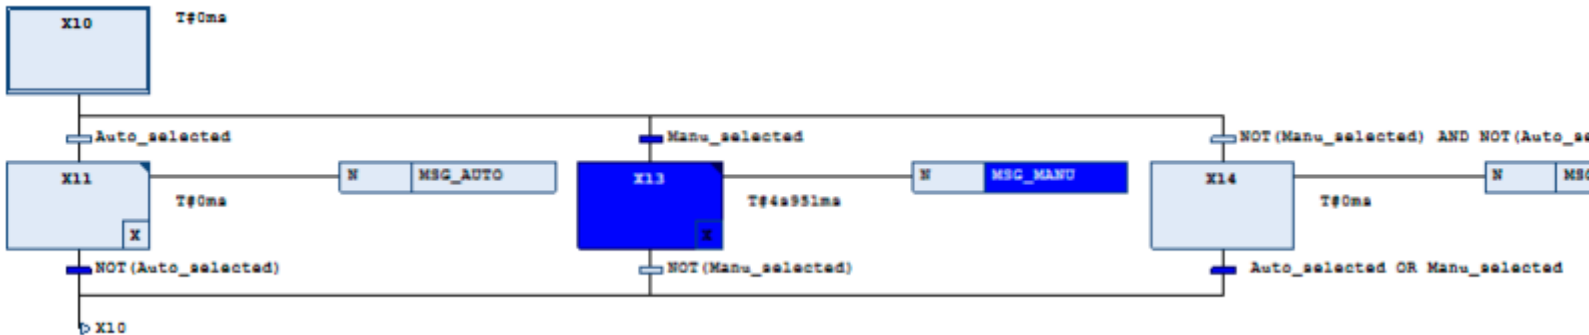 X10
T#0ms
Auto_selected
Manu_selected
NOT(Manu_selected) AND NOT(Auto_se
X11
N
MSG_AUTO
X13
N
MSG_MANU
X14
N
MSG
T#0ms
T#4s951ms
T#0ms
X
X
NOT(Auto_selected)
NOT(Manu_selected)
Auto_selected OR Manu_selected
X10